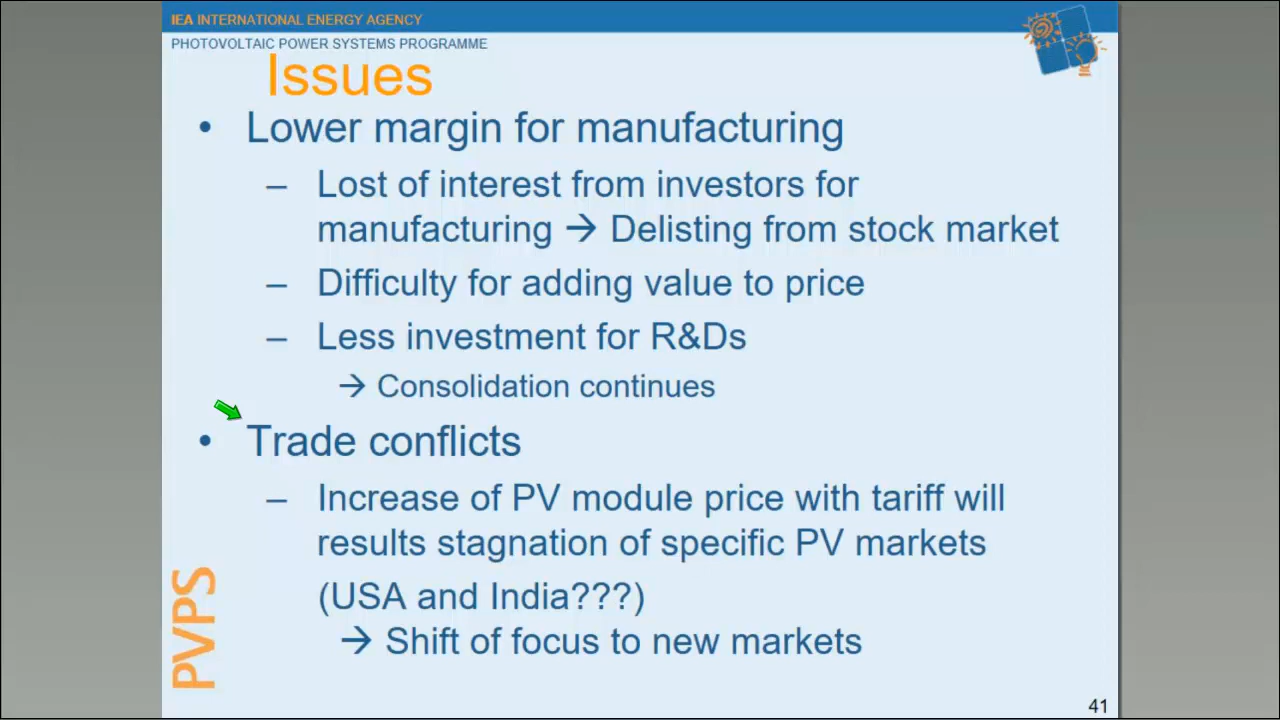 IEA INTERNATIONAL ENERGY AGENCY
PHOTOVOLTAIC POWER SYSTEMS PROGRAMME
Issues
• Lower margin for manufacturing
– Lost of interest from investors for
manufacturing → Delisting from stock market
– Difficulty for adding value to price
– Less investment for R&Ds
→ Consolidation continues
• Trade conflicts
– Increase of PV module price with tariff will
results stagnation of specific PV markets
(USA and India???)
→ Shift of focus to new markets
PVPS
41